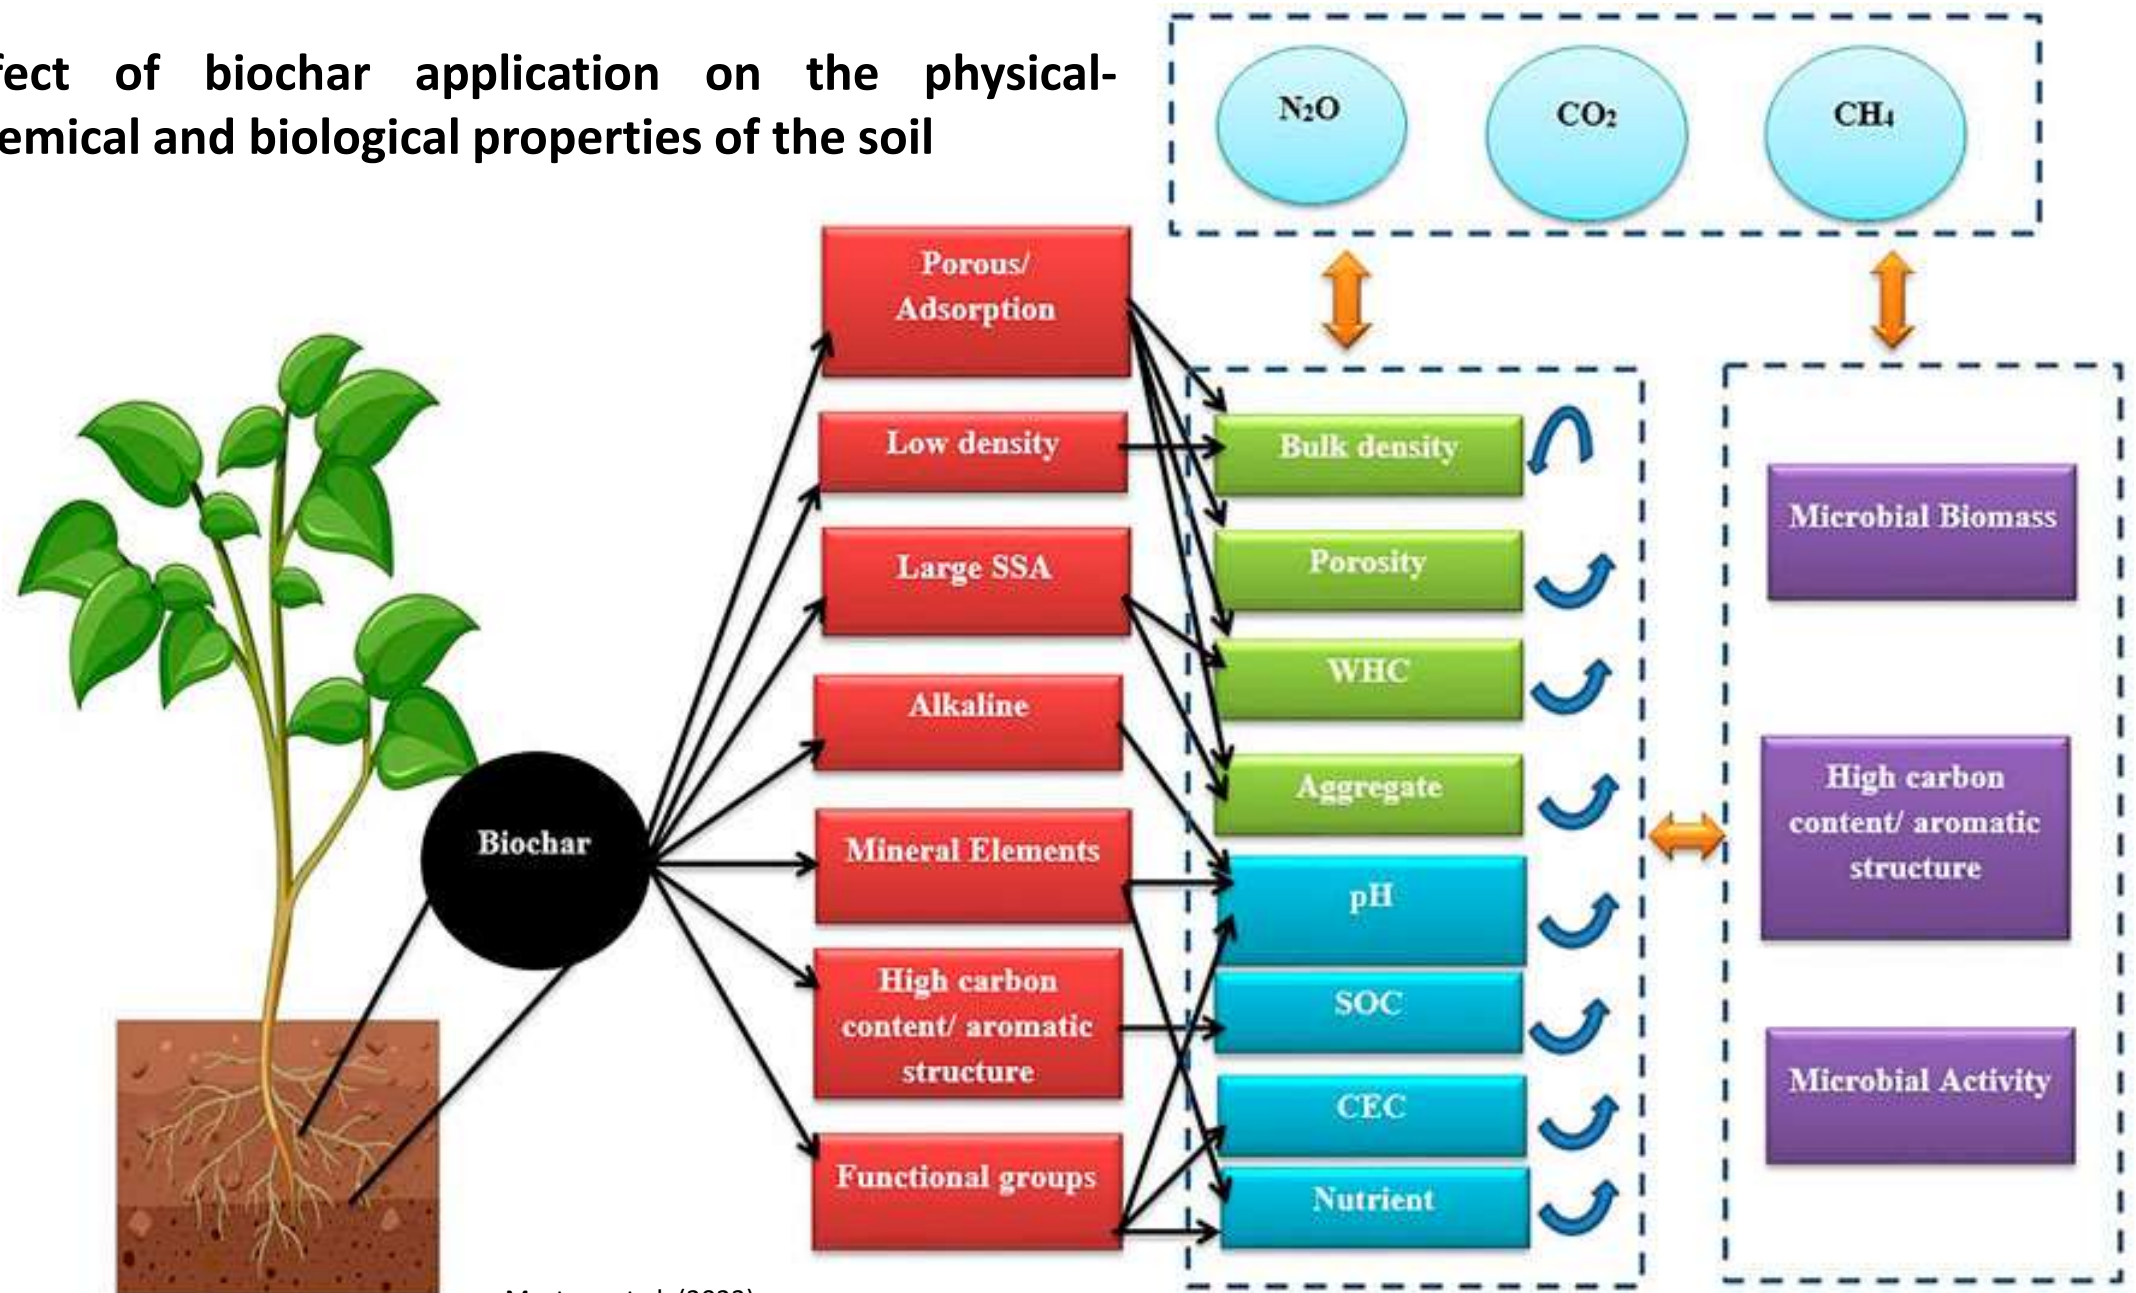 fect of biochar application on the physical-
emical and biological properties of the soil
N₂O
CO₂
CH₄
Porous/
Adsorption
Low density
Large SSA
Alkaline
Mineral Elements
High carbon
content/ aromatic
structure
Functional groups
Biochar
Bulk density
Porosity
WHC
Aggregate
pH
SOC
CEC
Nutrient
Microbial Biomass
High carbon
content/ aromatic
structure
Microbial Activity